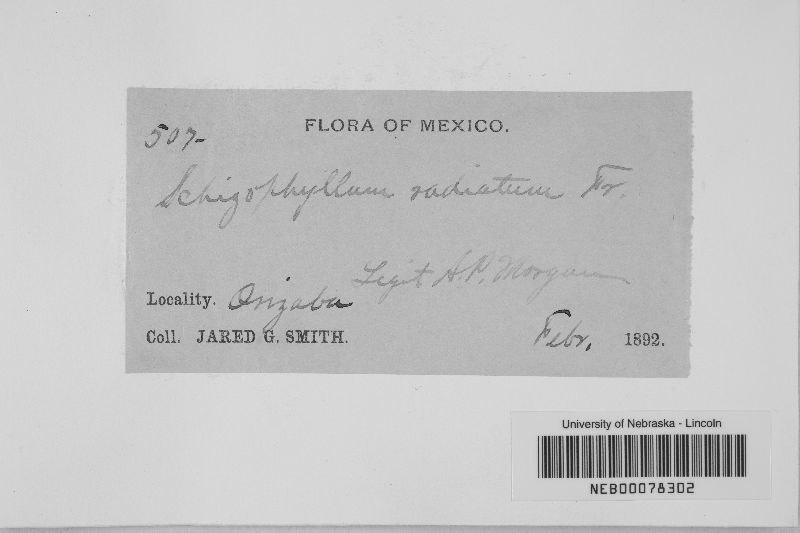 507-
FLORA OF MEXICO.
Schizophyllum radiatum Fr.
Legit A.P. Morgan
Locality. Orizaba
Coll. JARED G. SMITH. Febr. 1892.
University of Nebraska - Lincoln
NEB00078302